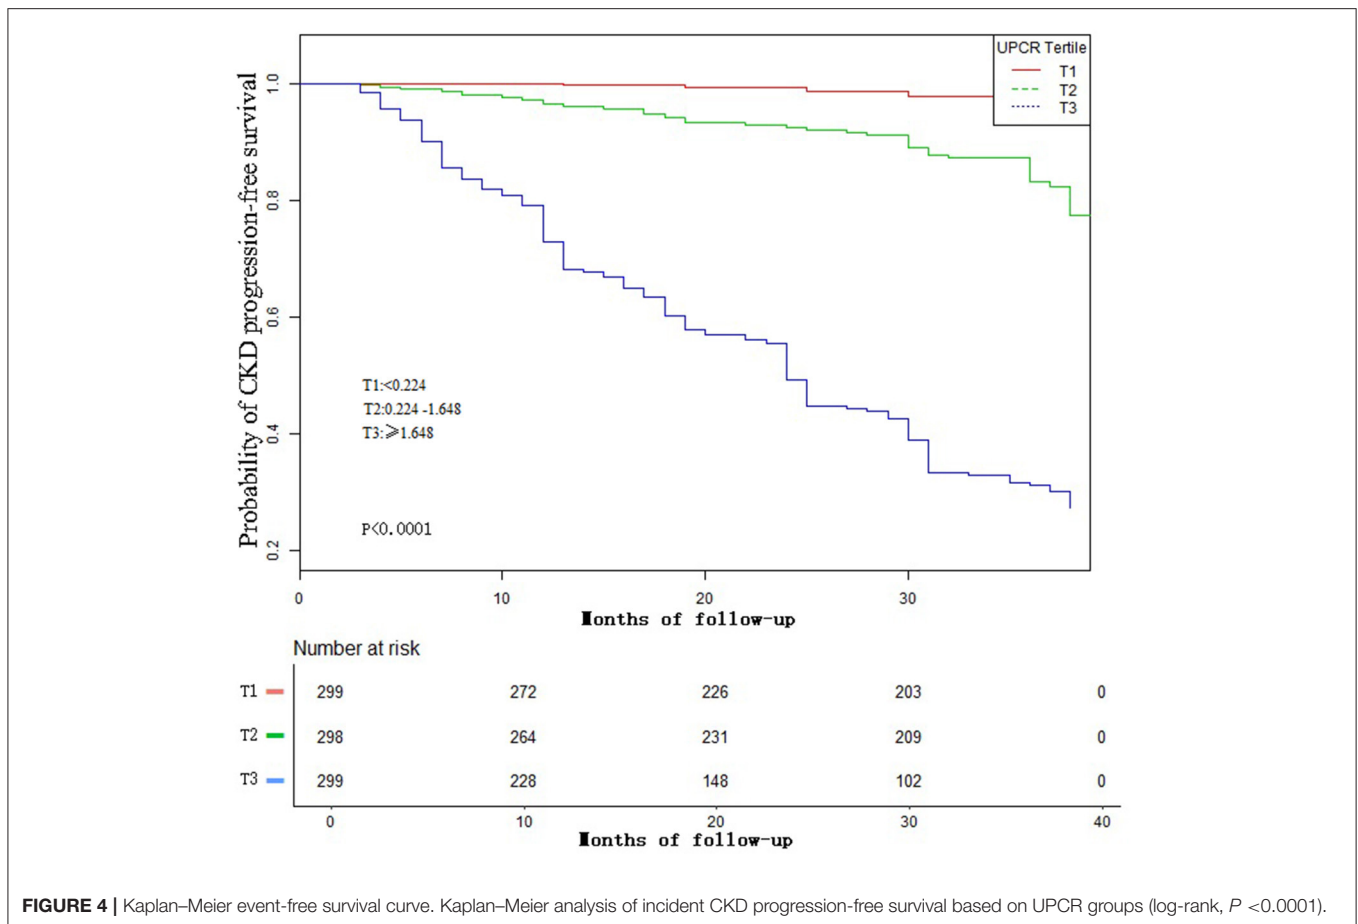 UPCR Tertile
T1
T2
T3
Probability of CKD progression-free survival
1.0
0.8
0.6
0.4
0.2
T1:<0.224
T2:0.224 -1.648
T3:⩾1.648
P<0.0001
0 10 20 30
Months of follow-up
Number at risk
T1 299 272 226 203 0
T2 298 264 231 209 0
T3 299 228 148 102 0
0 10 20 30 40
Months of follow-up
FIGURE 4 | Kaplan–Meier event-free survival curve. Kaplan–Meier analysis of incident CKD progression-free survival based on UPCR groups (log-rank, P <0.0001).